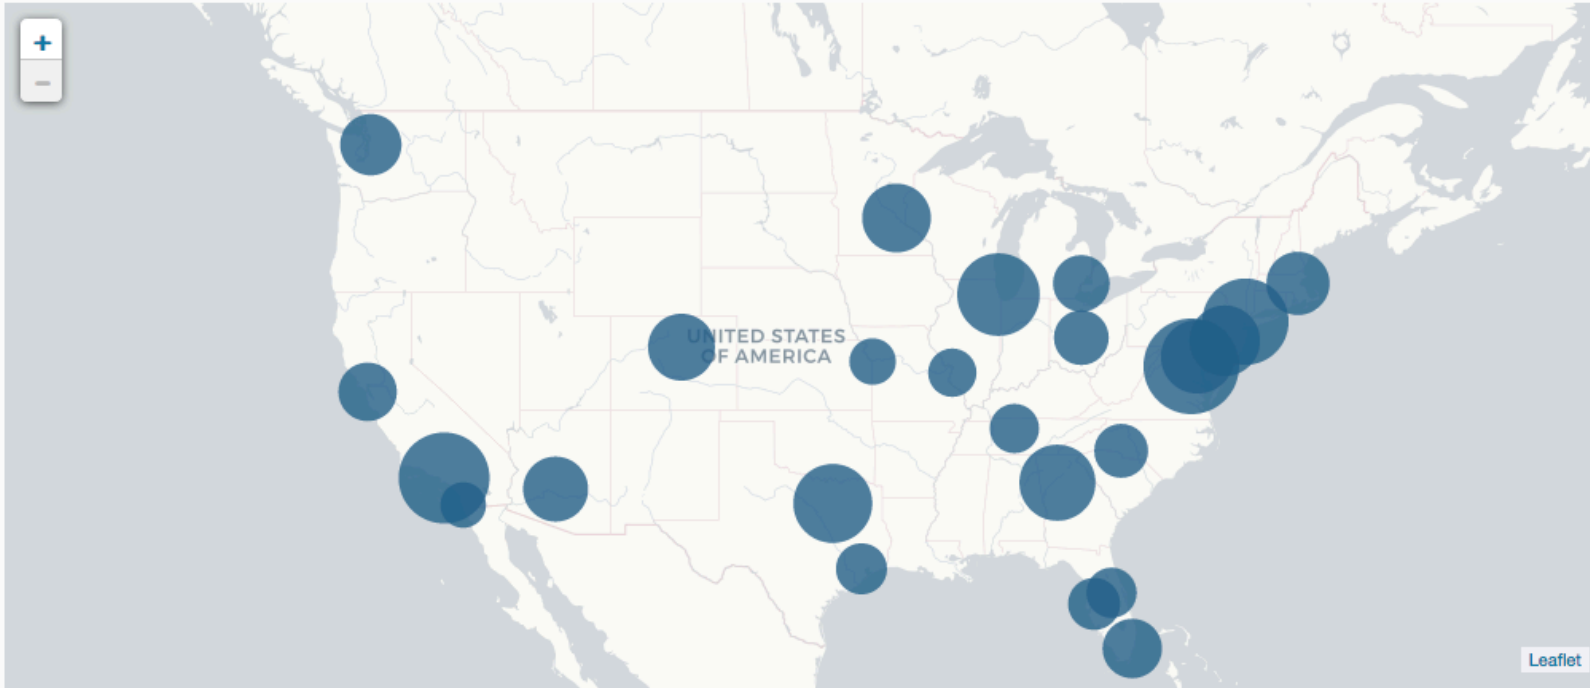 +
−
UNITED STATES
OF AMERICA
Leaflet